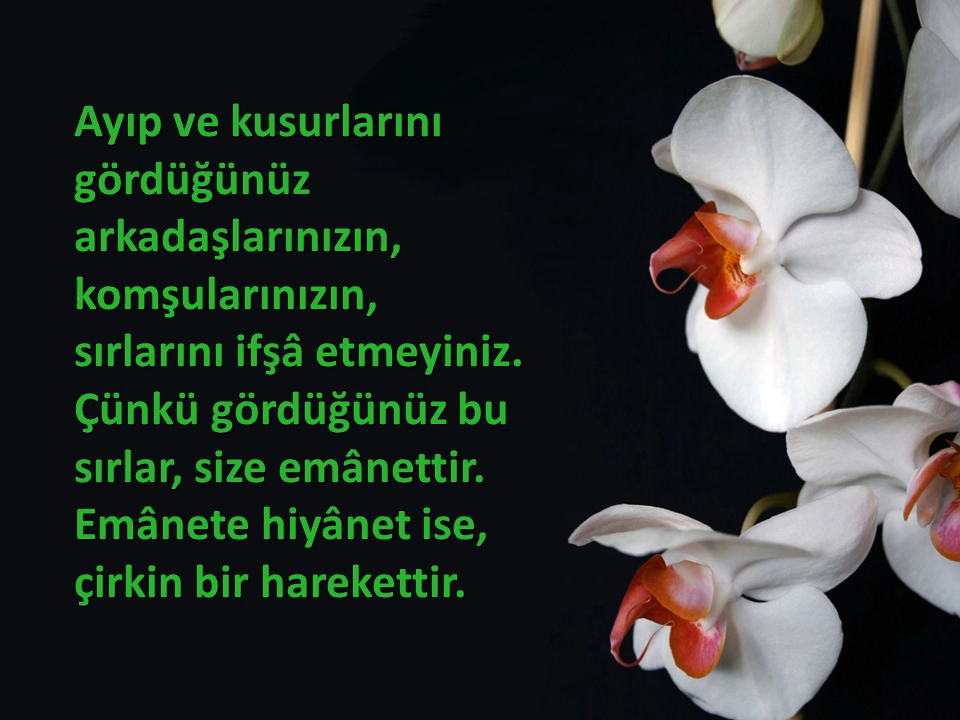 Ayıp ve kusurlarını
gördüğünüz
arkadaşlarınızın,
komşularınızın,
sırlarını ifşâ etmeyiniz.
Çünkü gördüğünüz bu
sırlar, size emânettir.
Emânete hiyânet ise,
çirkin bir harekettir.